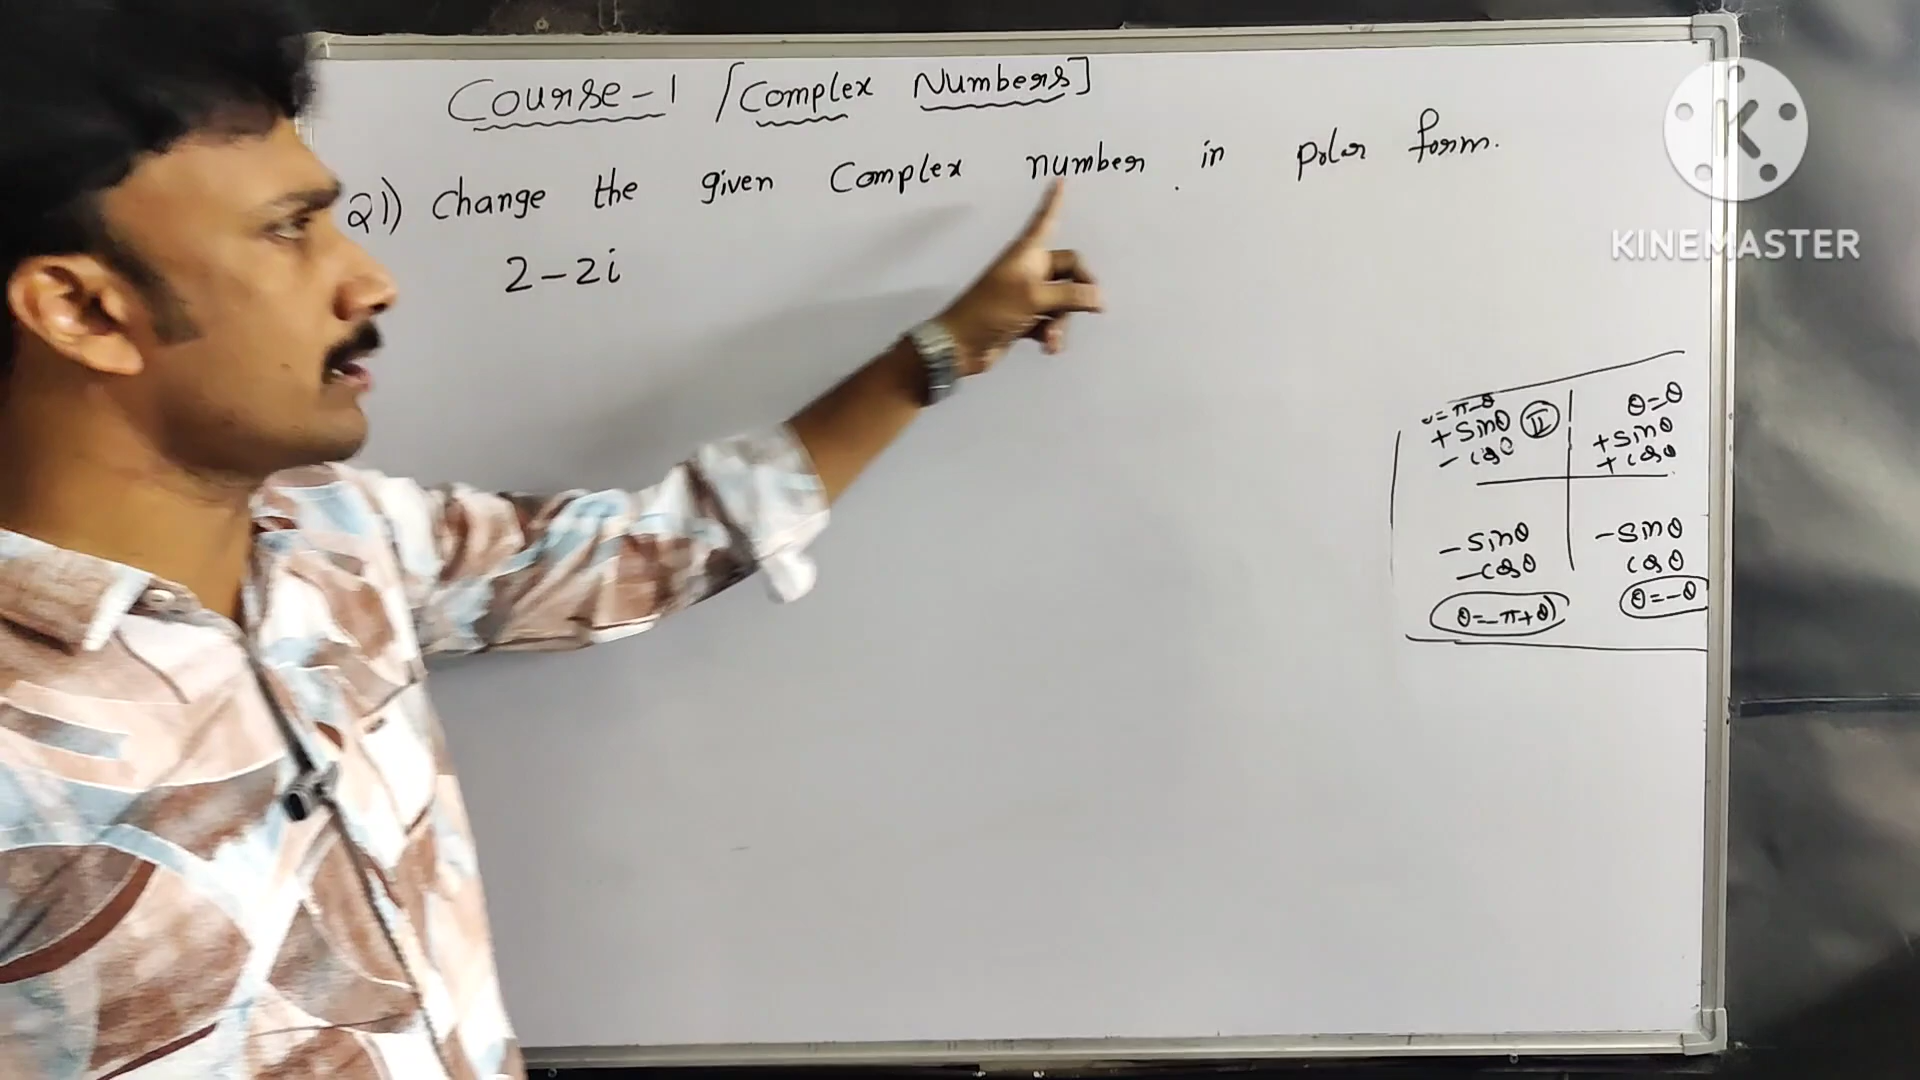 Course-1 [Complex Numbers]
Q1) Change the given Complex number in polar form.
2-2i
K
KINEMASTER
=π-θ
+Sinθ II
-cosθ
θ=θ
+Sinθ
+cosθ
-Sinθ
-cosθ
θ=-π+θ)
-Sinθ
cosθ
θ=-θ